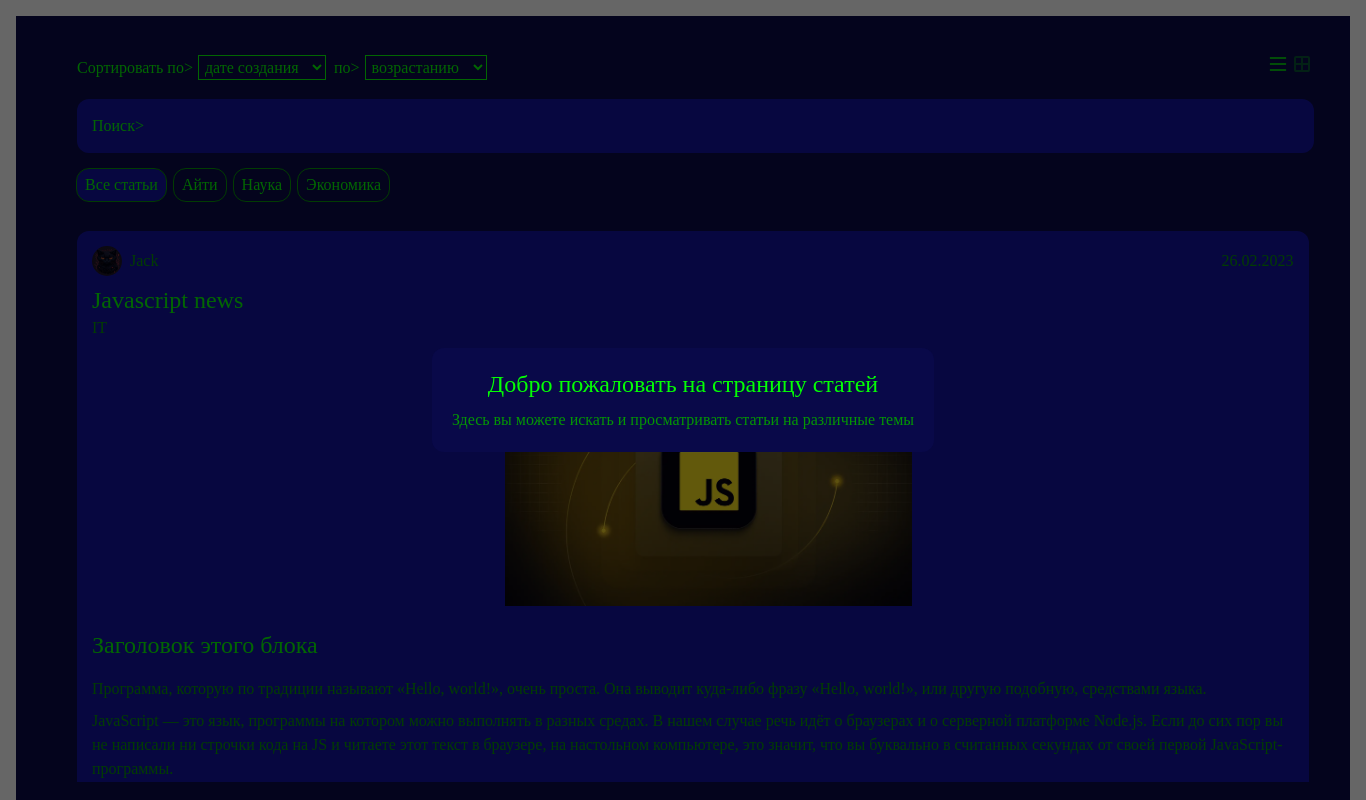 Сортировать по> дате создания по> возрастанию
Поиск>
Все статьи Айти Наука Экономика
Jack 26.02.2023
Javascript news
IT
Добро пожаловать на страницу статей
Здесь вы можете искать и просматривать статьи на различные темы
JS
Заголовок этого блока
Программа, которую по традиции называют «Hello, world!», очень проста. Она выводит куда-либо фразу «Hello, world!», или другую подобную, средствами языка.
JavaScript — это язык, программы на котором можно выполнять в разных средах. В нашем случае речь идёт о браузерах и о серверной платформе Node.js. Если до сих пор вы
не написали ни строчки кода на JS и читаете этот текст в браузере, на настольном компьютере, это значит, что вы буквально в считанных секундах от своей первой JavaScript-
программы.